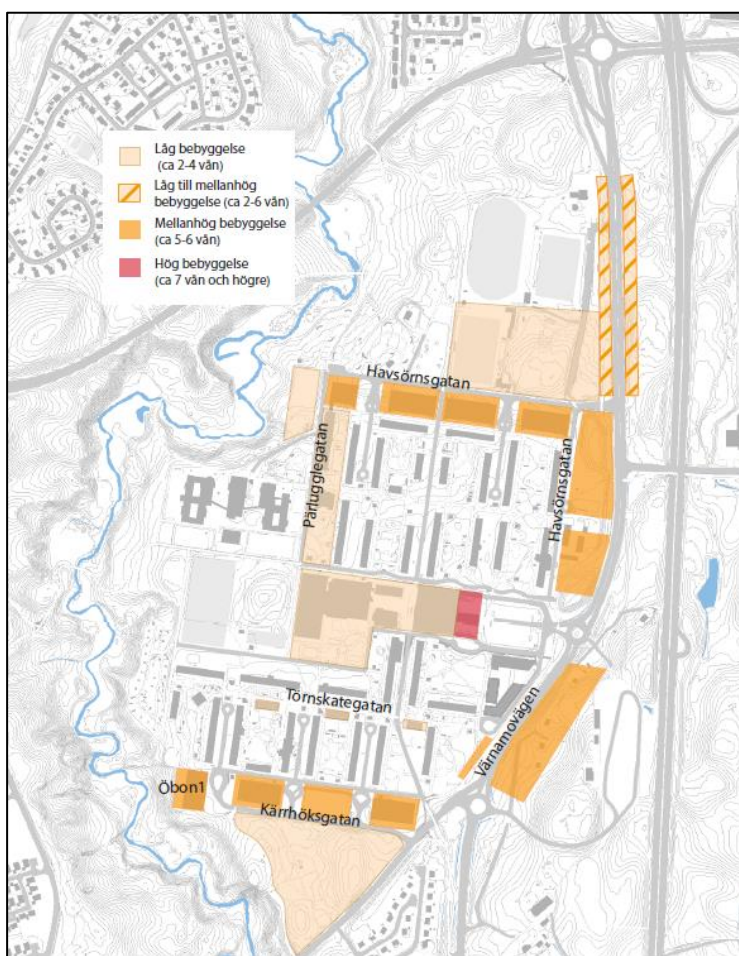 Låg bebyggelse
(ca 2-4 vån)
Låg till mellanhög
bebyggelse (ca 2-6 vån)
Mellanhög bebyggelse
(ca 5-6 vån)
Hög bebyggelse
(ca 7 vån och högre)
Havsörnsgatan
Pärlugglegatan
Havsörnsgatan
Törnskategatan
Värnamovägen
Öbon1
Kärrhöksgatan